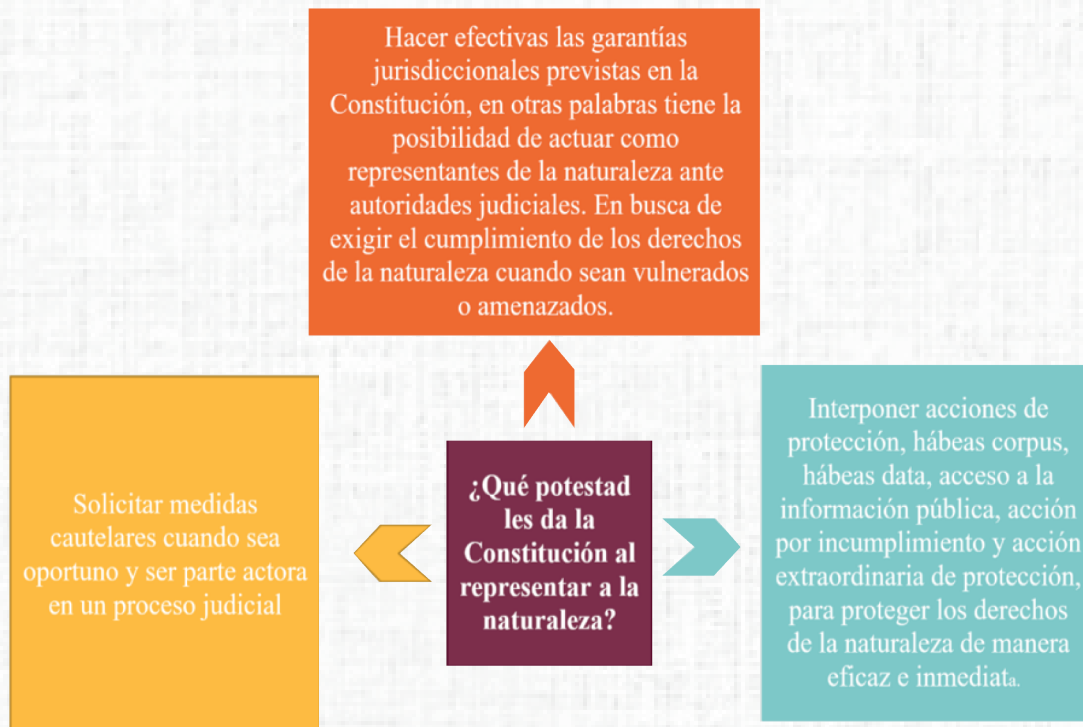 Hacer efectivas las garantías
jurisdiccionales previstas en la
Constitución, en otras palabras tiene la
posibilidad de actuar como
representantes de la naturaleza ante
autoridades judiciales. En busca de
exigir el cumplimiento de los derechos
de la naturaleza cuando sean vulnerados
o amenazados.
Solicitar medidas
cautelares cuando sea
oportuno y ser parte actora
en un proceso judicial
¿Qué potestad
les da la
Constitución al
representar a la
naturaleza?
Interponer acciones de
protección, hábeas corpus,
hábeas data, acceso a la
información pública, acción
por incumplimiento y acción
extraordinaria de protección,
para proteger los derechos
de la naturaleza de manera
eficaz e inmediata.